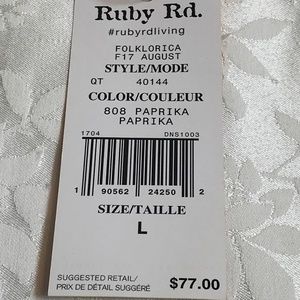 Ruby Rd.
#rubyrdliving
FOLKLORICA
F17 AUGUST
STYLE/MODE
QT 40144
COLOR/COULEUR
808 PAPRIKA
PAPRIKA
1704 DNS1003
1 90562 24250 2
SIZE/TAILLE
L
SUGGESTED RETAIL/
PRIX DE DÉTAIL SUGGÉRÉ $77.00